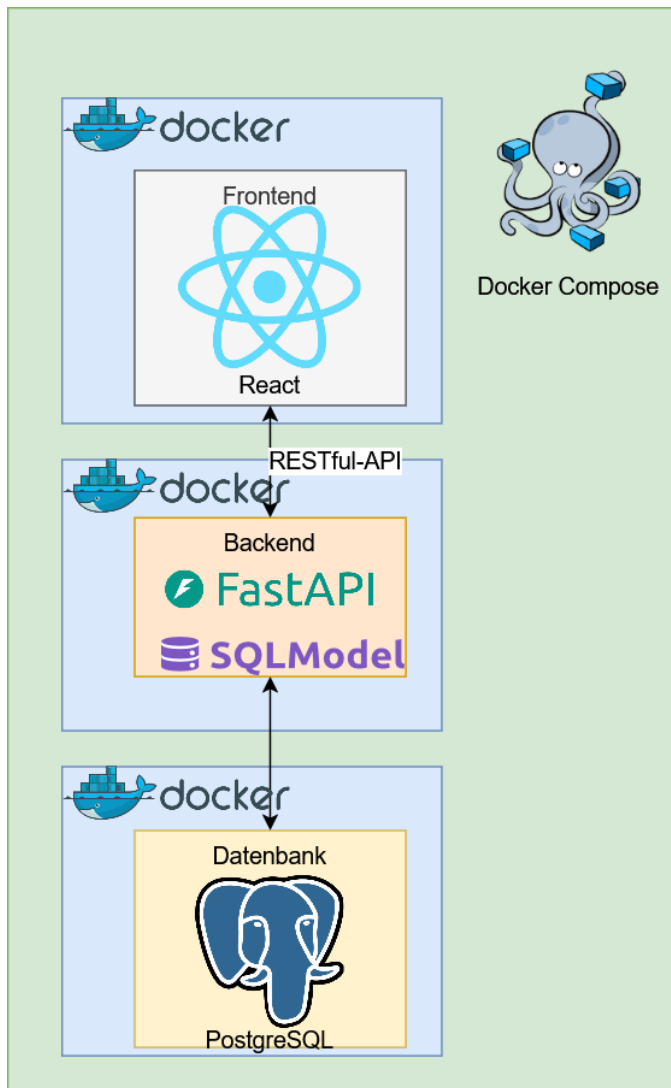 docker
Frontend
React
Docker Compose
RESTful-API
docker
Backend
FastAPI
SQLModel
docker
Datenbank
PostgreSQL